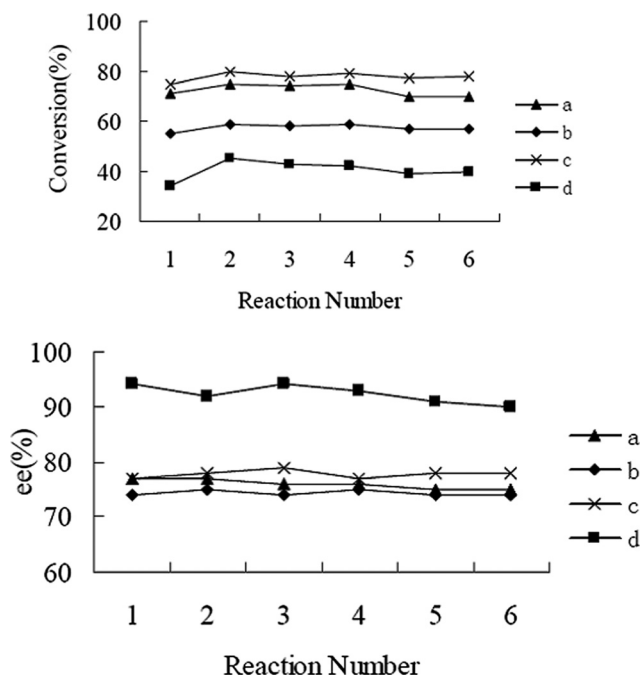 100
80
60
40
20
Conversion(%)
1 2 3 4 5 6
Reaction Number
a
b
c
d
100
90
80
70
60
ee(%)
1 2 3 4 5 6
Reaction Number
a
b
c
d